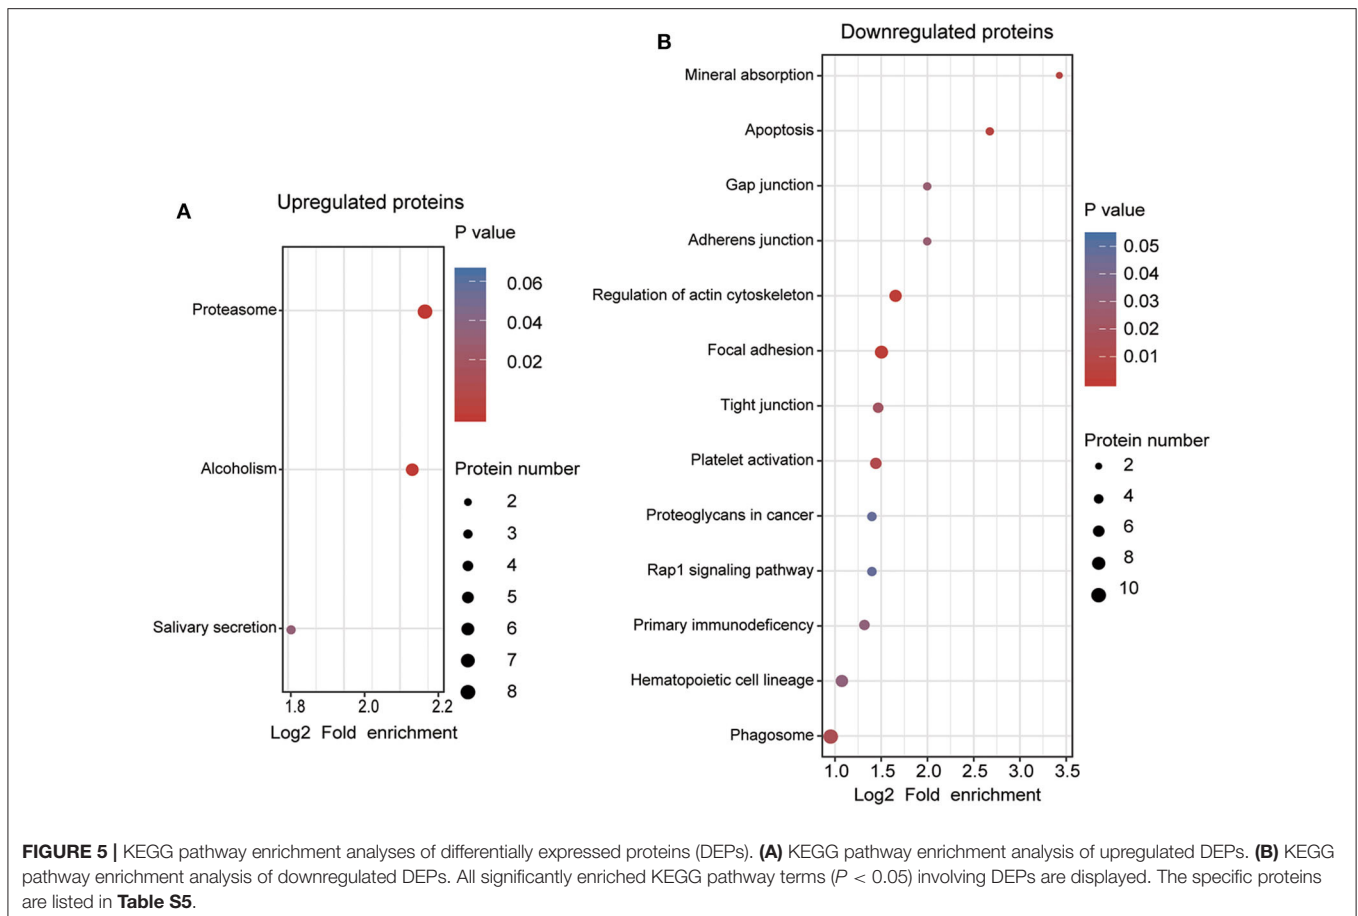 A
Upregulated proteins
Proteasome
Alcoholism
Salivary secretion
1.8 2.0 2.2
Log2 Fold enrichment
P value
0.06
0.04
0.02
Protein number
2
3
4
5
6
7
8
B
Downregulated proteins
Mineral absorption
Apoptosis
Gap junction
Adherens junction
Regulation of actin cytoskeleton
Focal adhesion
Tight junction
Platelet activation
Proteoglycans in cancer
Rap1 signaling pathway
Primary immunodeficency
Hematopoietic cell lineage
Phagosome
1.0 1.5 2.0 2.5 3.0 3.5
Log2 Fold enrichment
P value
0.05
0.04
0.03
0.02
0.01
Protein number
2
4
6
8
10
FIGURE 5 | KEGG pathway enrichment analyses of differentially expressed proteins (DEPs). (A) KEGG pathway enrichment analysis of upregulated DEPs. (B) KEGG
pathway enrichment analysis of downregulated DEPs. All significantly enriched KEGG pathway terms (P < 0.05) involving DEPs are displayed. The specific proteins
are listed in Table S5.